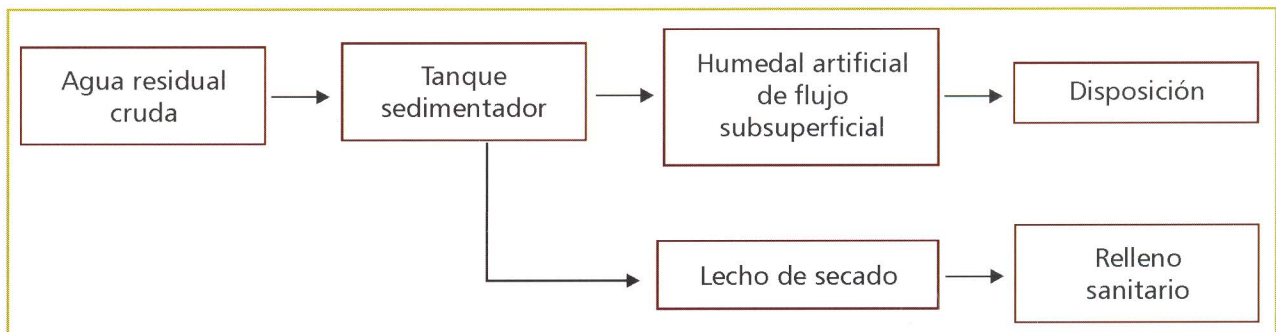 Agua residual
cruda
Tanque
sedimentador
Humedal artificial
de flujo
subsuperficial
Disposición
Lecho de secado
Relleno
sanitario